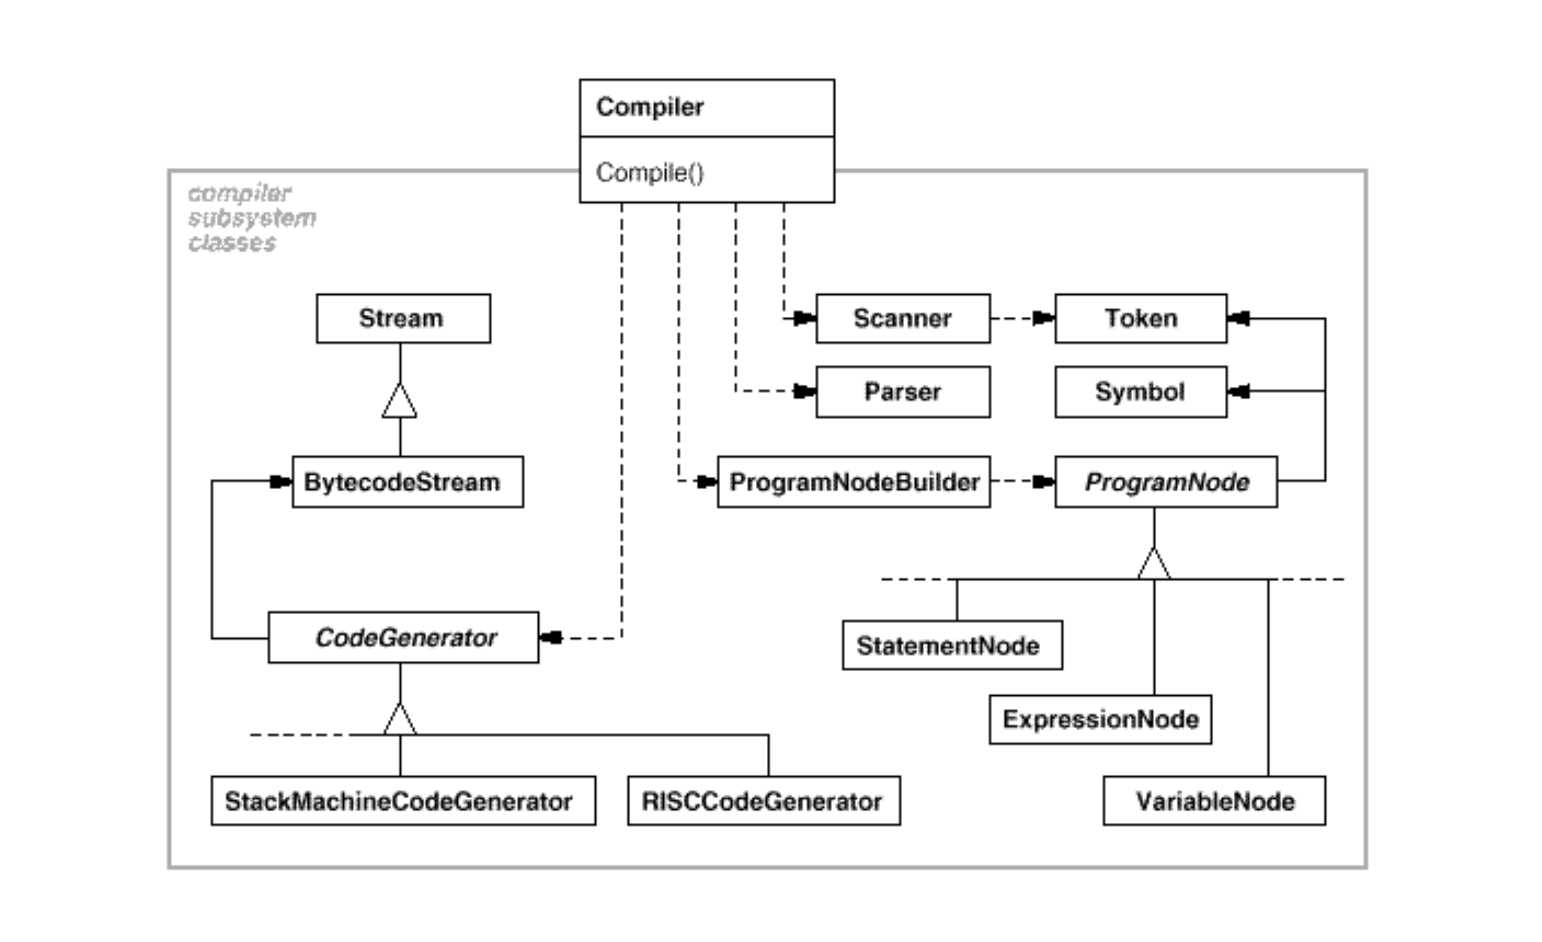 Compiler
Compile()
compiler
subsystem
classes
Stream
Scanner
Token
Parser
Symbol
BytecodeStream
ProgramNodeBuilder
ProgramNode
CodeGenerator
StatementNode
ExpressionNode
StackMachineCodeGenerator
RISCCodeGenerator
VariableNode